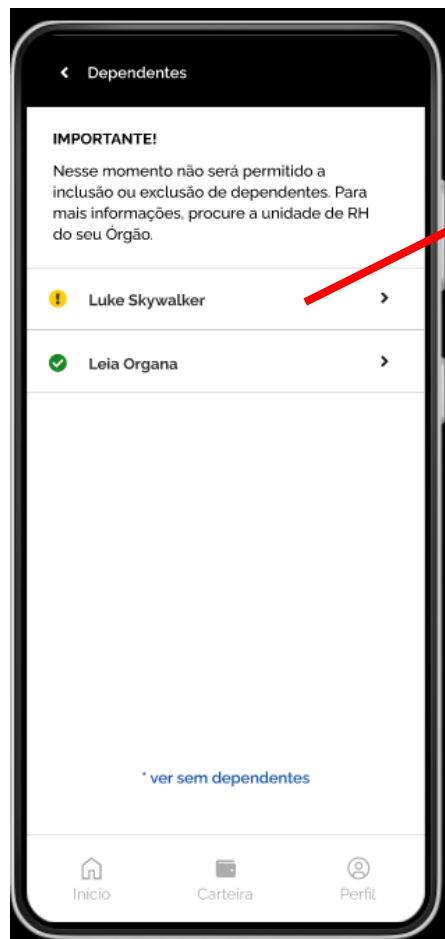 Dependentes
IMPORTANTE!
Nesse momento não será permitido a
inclusão ou exclusão de dependentes. Para
mais informações, procure a unidade de RH
do seu Órgão.
Luke Skywalker
Leia Organa
* ver sem dependentes
Início
Carteira
Perfil